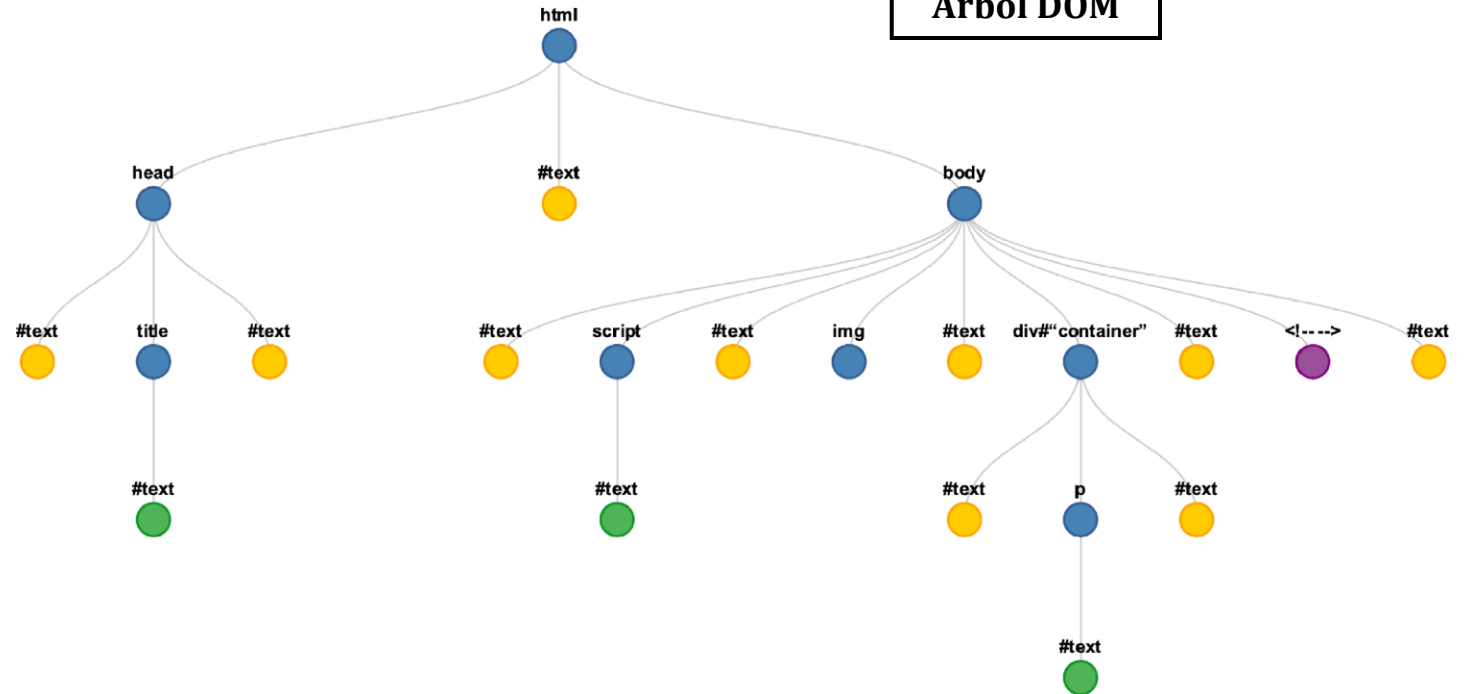 Árbol DOM
html
head
#text
body
#text
title
#text
#text
script
#text
img
#text
div#“container”
#text
<!---->
#text
#text
#text
#text
p
#text
#text